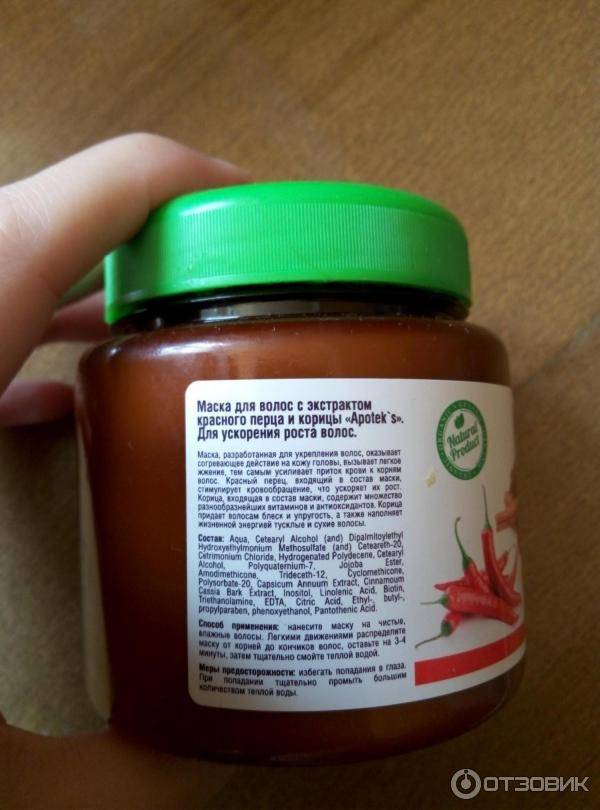 Маска для волос с экстрактом
красного перца и корицы «Apotek`s».
Для ускорения роста волос.
Маска, разработанная для укрепления волос, оказывает
согревающее действие на кожу головы, вызывает легкое
жжение, тем самым усиливает приток крови к корням
волос. Красный перец, входящий в состав маски,
стимулирует кровообращение, что ускоряет их рост.
Корица, входящая в состав маски, содержит множество
разнообразнейших витаминов и антиоксидантов. Корица
придает волосам блеск и упругость, а также наполняет
жизненной энергией тусклые и сухие волосы.
Состав: Aqua, Cetearyl Alcohol (and) Dipalmitoylethyl
Hydroxyethylmonium Methosulfate (and) Ceteareth-20,
Cetrimonium Chloride, Hydrogenated Polydecene, Cetearyl
Alcohol, Polyquaternium-7, Jojoba Ester,
Amodimethicone, Trideceth-12, Cyclomethicone,
Polysorbate-20, Capsicum Annuum Extract, Cinnamoum
Cassia Bark Extract, Inositol, Linolenic Acid, Biotin,
Triethanolamine, EDTA, Citric Acid, Ethyl-, butyl-,
propylparaben, phenoxyethanol, Pantothenic Acid.
Способ применения: нанесите маску на чистые,
влажные волосы. Легкими движениями распределите
маску от корней до кончиков волос, оставьте на 3-4
минуты, затем тщательно смойте теплой водой.
Меры предосторожности: избегать попадания в глаза.
При попадании тщательно промыть большим
количеством теплой воды.
Natural
Product
ОТЗОВИК